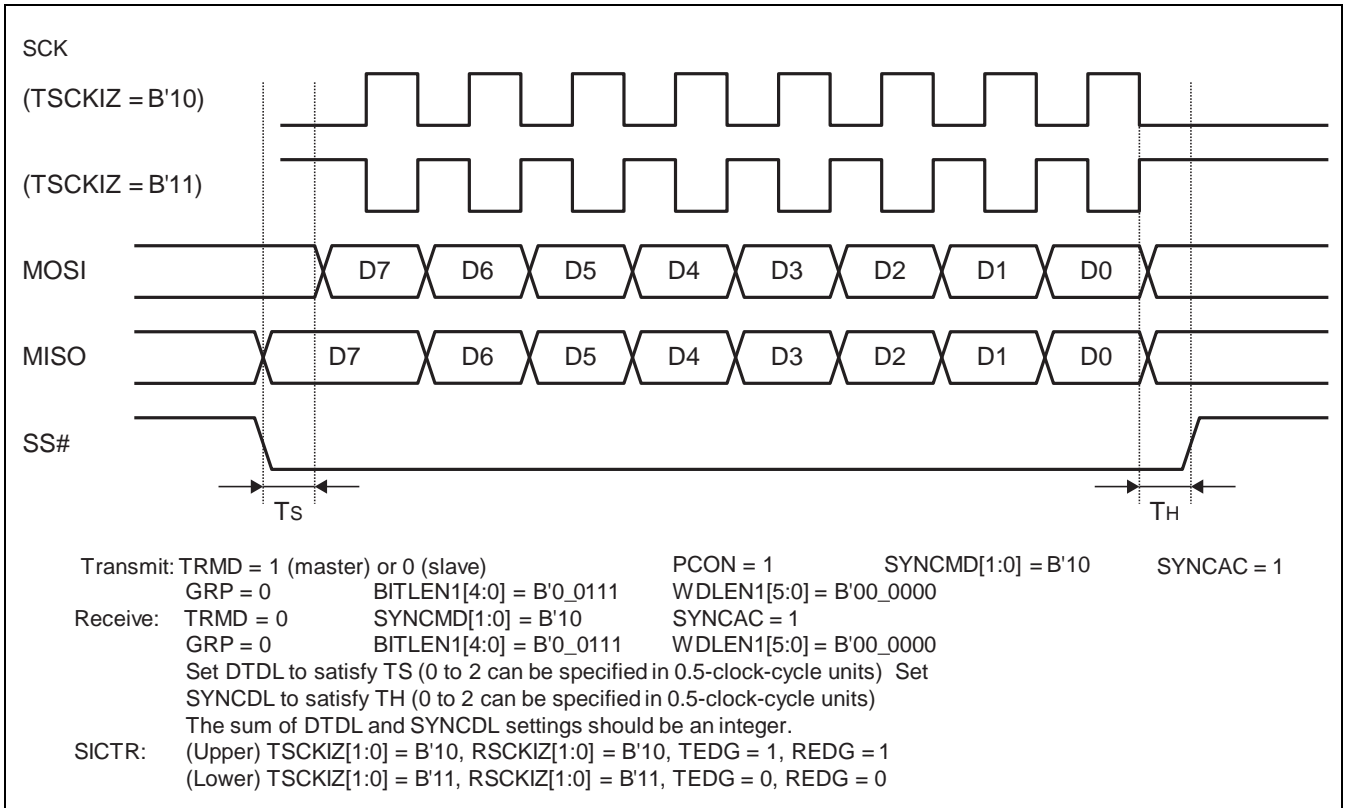 SCK
(TSCKIZ = B'10)
(TSCKIZ = B'11)
MOSI D7 D6 D5 D4 D3 D2 D1 D0
MISO D7 D6 D5 D4 D3 D2 D1 D0
SS#
TS TH
Transmit: TRMD = 1 (master) or 0 (slave) PCON = 1 SYNCMD[1:0] = B'10 SYNCAC = 1
GRP = 0 BITLEN1[4:0] = B'0_0111 WDLEN1[5:0] = B'00_0000
Receive: TRMD = 0 SYNCMD[1:0] = B'10 SYNCAC = 1
GRP = 0 BITLEN1[4:0] = B'0_0111 WDLEN1[5:0] = B'00_0000
Set DTDL to satisfy TS (0 to 2 can be specified in 0.5-clock-cycle units) Set
SYNCDL to satisfy TH (0 to 2 can be specified in 0.5-clock-cycle units)
The sum of DTDL and SYNCDL settings should be an integer.
SICTR: (Upper) TSCKIZ[1:0] = B'10, RSCKIZ[1:0] = B'10, TEDG = 1, REDG = 1
(Lower) TSCKIZ[1:0] = B'11, RSCKIZ[1:0] = B'11, TEDG = 0, REDG = 0